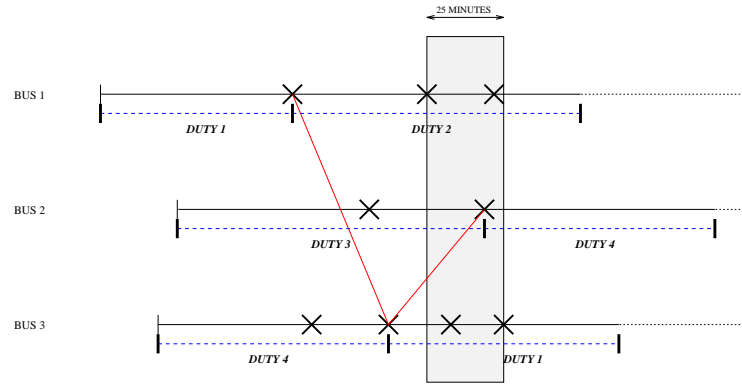 25 MINUTES
BUS 1
DUTY 1 DUTY 2
BUS 2
DUTY 3 DUTY 4
BUS 3
DUTY 4 DUTY 1